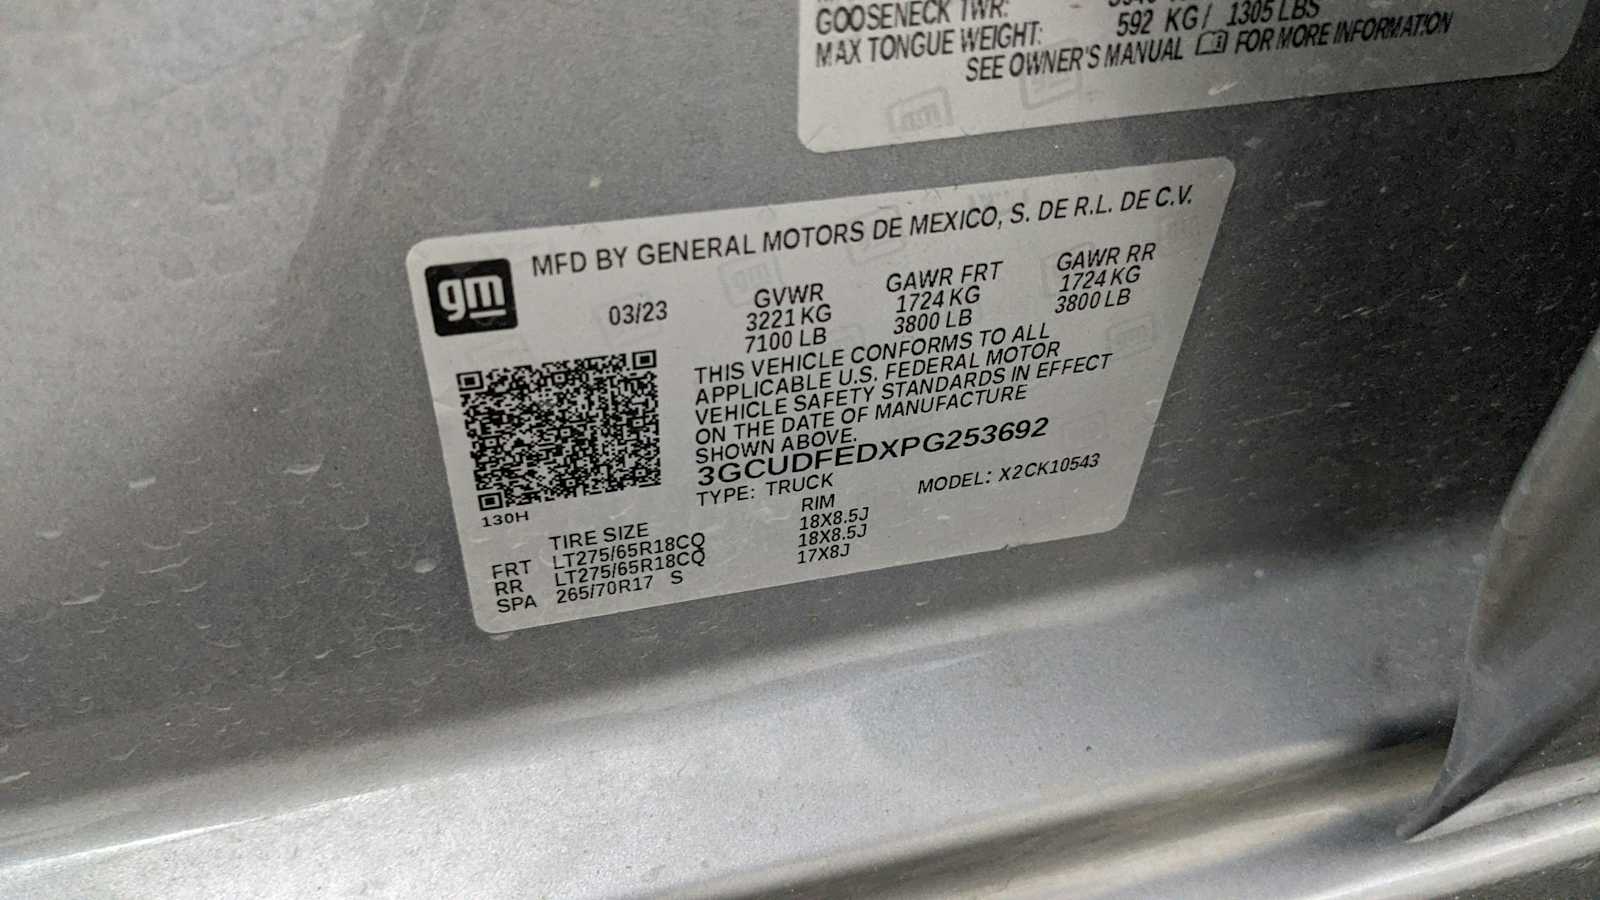 GOOSENECK TWR:
MAX TONGUE WEIGHT: 592 KG/ 1305 LBS
SEE OWNER'S MANUAL FOR MORE INFORMATION
gm
MFD BY GENERAL MOTORS DE MEXICO, S. DE R.L. DE C.V.
gm
03/23 GVWR GAWR FRT GAWR RR
3221 KG 1724 KG 1724 KG
7100 LB 3800 LB 3800 LB
THIS VEHICLE CONFORMS TO ALL
APPLICABLE U.S. FEDERAL MOTOR
VEHICLE SAFETY STANDARDS IN EFFECT
ON THE DATE OF MANUFACTURE
SHOWN ABOVE.
3GCUDFEDXPG253692
TYPE: TRUCK MODEL: X2CK10543
130H
TIRE SIZE RIM
FRT LT275/65R18CQ 18X8.5J
RR LT275/65R18CQ 18X8.5J
SPA 265/70R17 S 17X8J